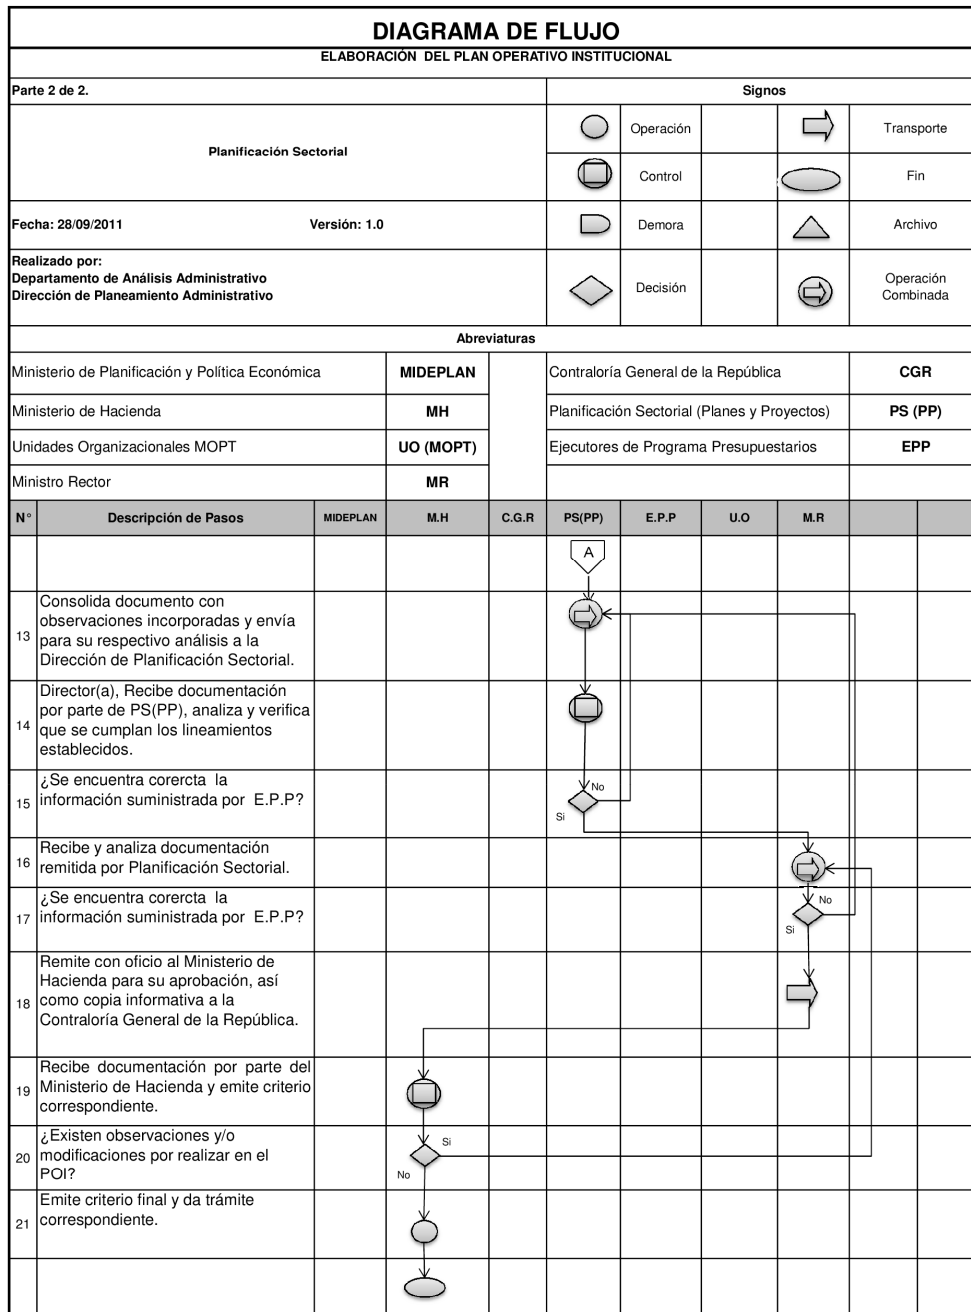 DIAGRAMA DE FLUJO
ELABORACIÓN DEL PLAN OPERATIVO INSTITUCIONAL
Parte 2 de 2.
Signos
Planificación Sectorial
Operación
Transporte
Control
Fin
Fecha: 28/09/2011 Versión: 1.0
Demora
Archivo
Realizado por:
Departamento de Análisis Administrativo
Dirección de Planeamiento Administrativo
Decisión
Operación
Combinada
Abreviaturas
Ministerio de Planificación y Política Económica MIDEPLAN Contraloría General de la República CGR
Ministerio de Hacienda MH Planificación Sectorial (Planes y Proyectos) PS (PP)
Unidades Organizacionales MOPT UO (MOPT) Ejecutores de Programa Presupuestarios EPP
Ministro Rector MR
N° Descripción de Pasos MIDEPLAN M.H C.G.R PS(PP) E.P.P U.O M.R
A
13
Consolida documento con
observaciones incorporadas y envía
para su respectivo análisis a la
Dirección de Planificación Sectorial.
14
Director(a), Recibe documentación
por parte de PS(PP), analiza y verifica
que se cumplan los lineamientos
establecidos.
15
¿Se encuentra corercta la
información suministrada por E.P.P?
No
Si
16
Recibe y analiza documentación
remitida por Planificación Sectorial.
17
¿Se encuentra corercta la
información suministrada por E.P.P?
No
Si
18
Remite con oficio al Ministerio de
Hacienda para su aprobación, así
como copia informativa a la
Contraloría General de la República.
19
Recibe documentación por parte del
Ministerio de Hacienda y emite criterio
correspondiente.
20
¿Existen observaciones y/o
modificaciones por realizar en el
POI?
Si
No
21
Emite criterio final y da trámite
correspondiente.